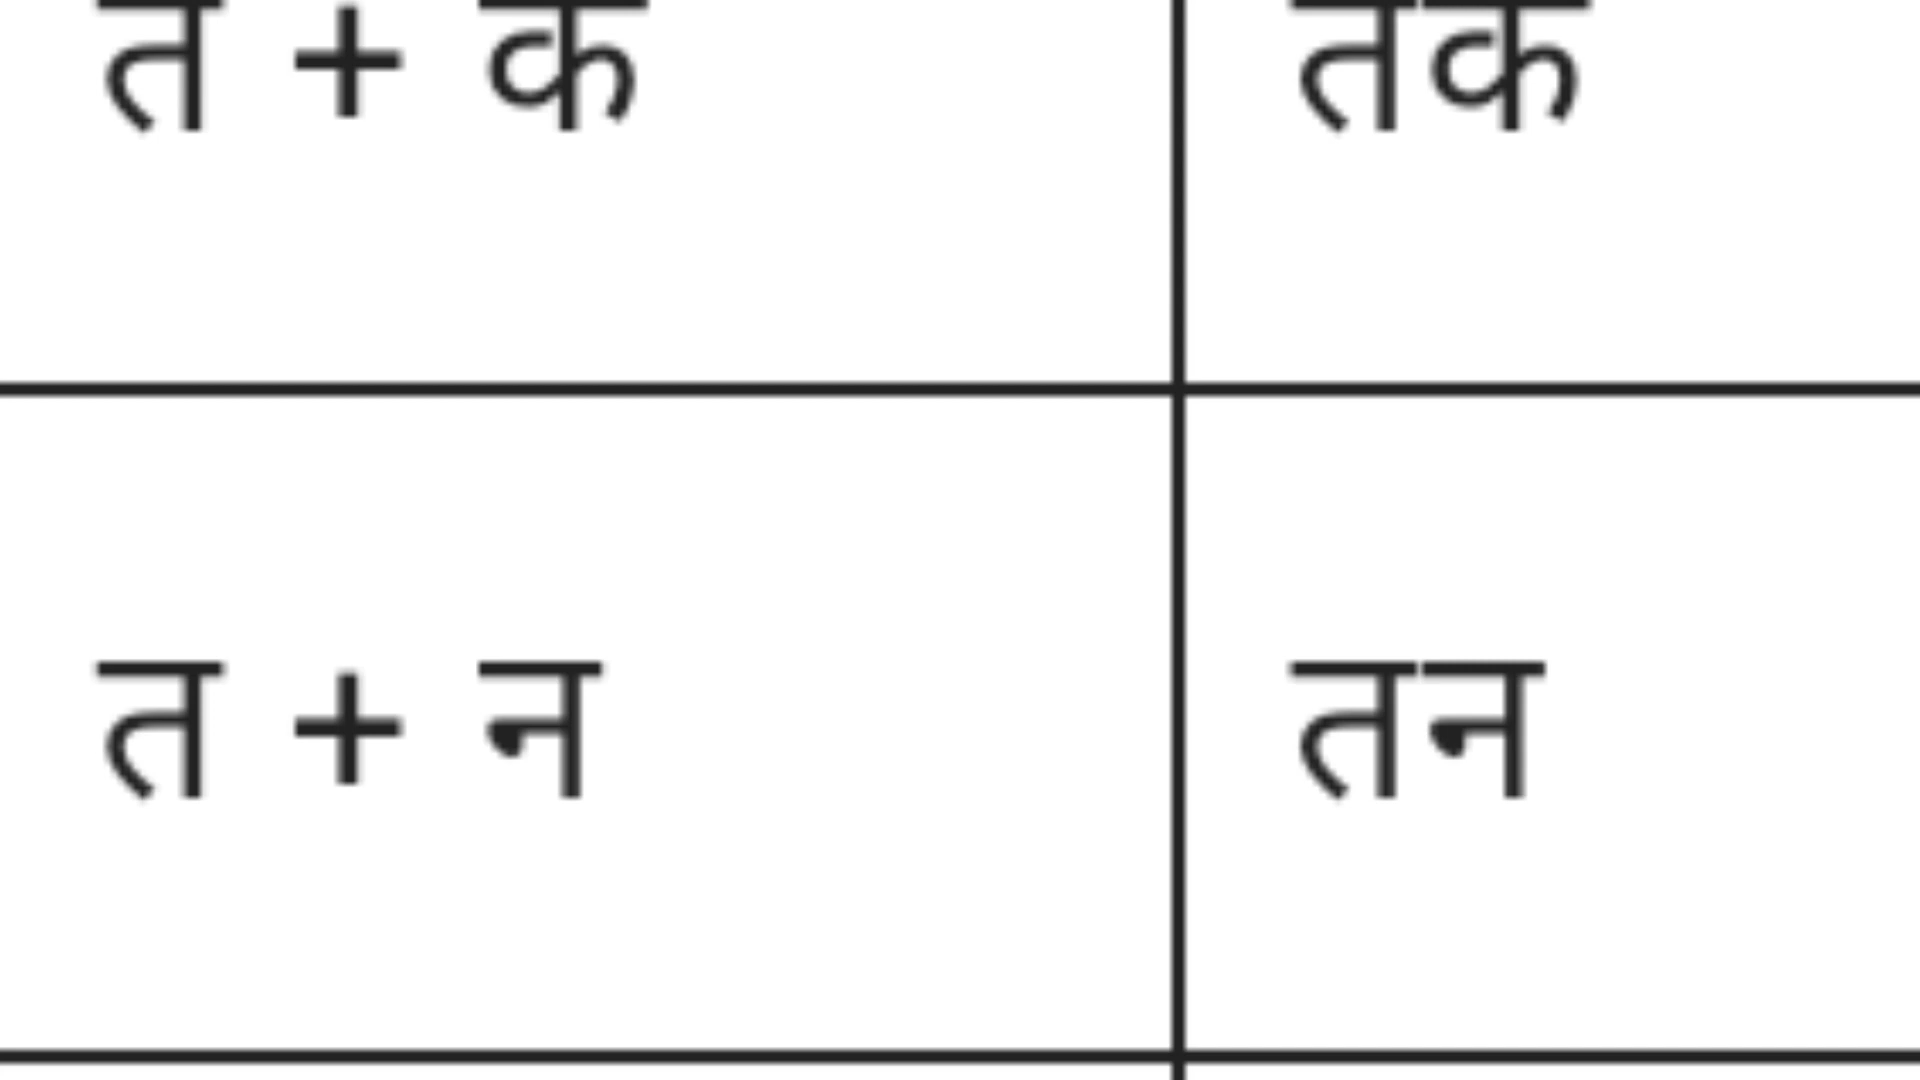 त + क तक
त + न तन